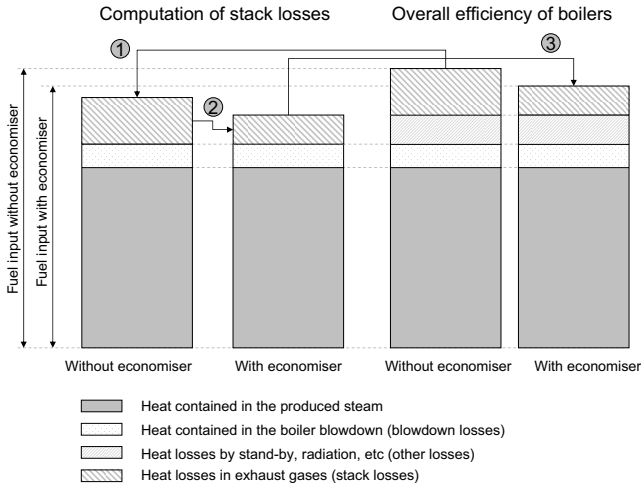 Computation of stack losses
Overall efficiency of boilers
1
3
2
Fuel input without economiser
Fuel input with economiser
Without economiser
With economiser
Without economiser
With economiser
Heat contained in the produced steam
Heat contained in the boiler blowdown (blowdown losses)
Heat losses by stand-by, radiation, etc (other losses)
Heat losses in exhaust gases (stack losses)